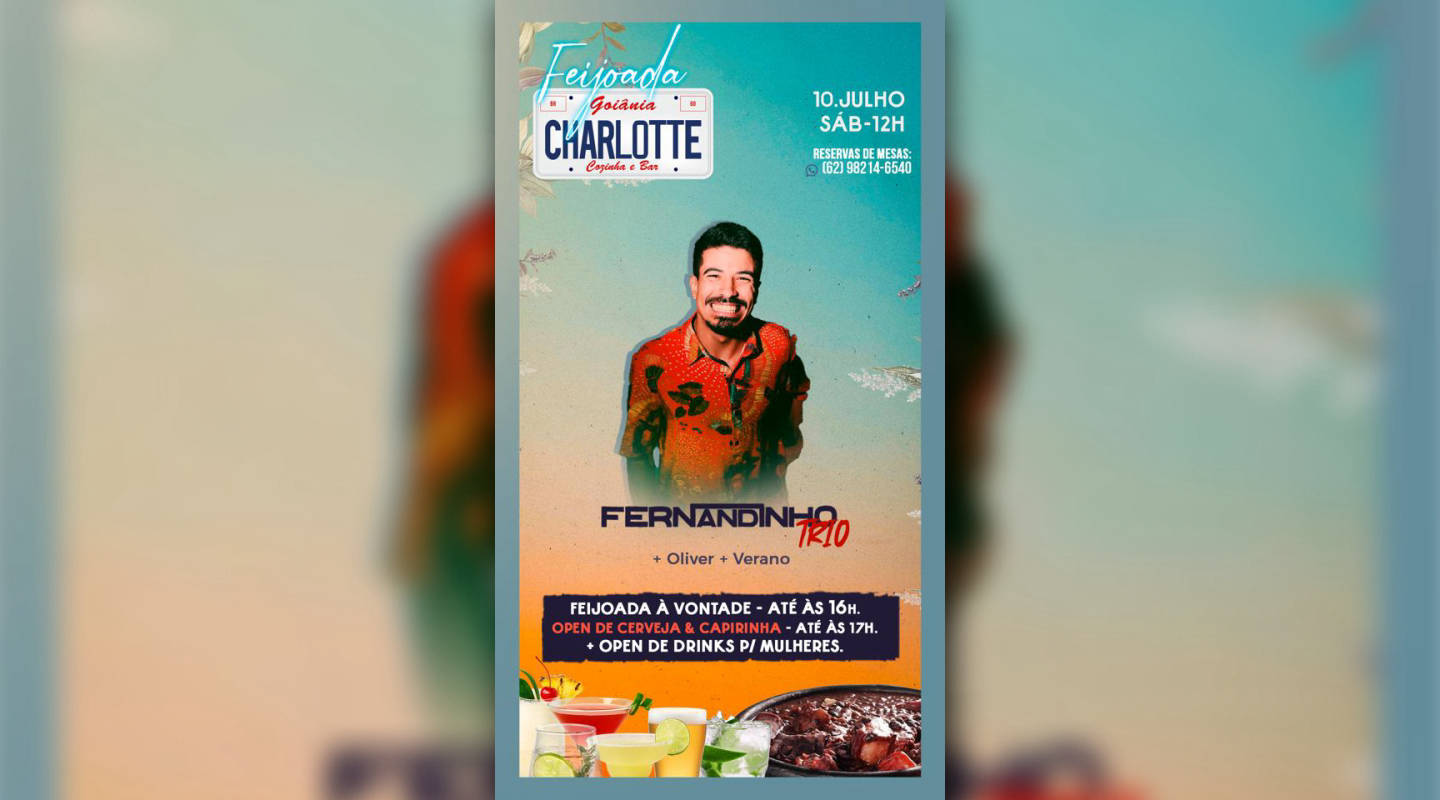 Feijoada
Goiânia
CHARLOTTE
Cozinha e Bar
10.JULHO
SÁB-12H
RESERVAS DE MESAS:
(62) 98214-6540
FERNANDINHO
TRIO
+ Oliver + Verano
FEIJOADA À VONTADE - ATÉ ÀS 16H.
OPEN DE CERVEJA & CAPIRINHA - ATÉ ÀS 17H.
+ OPEN DE DRINKS P/ MULHERES.